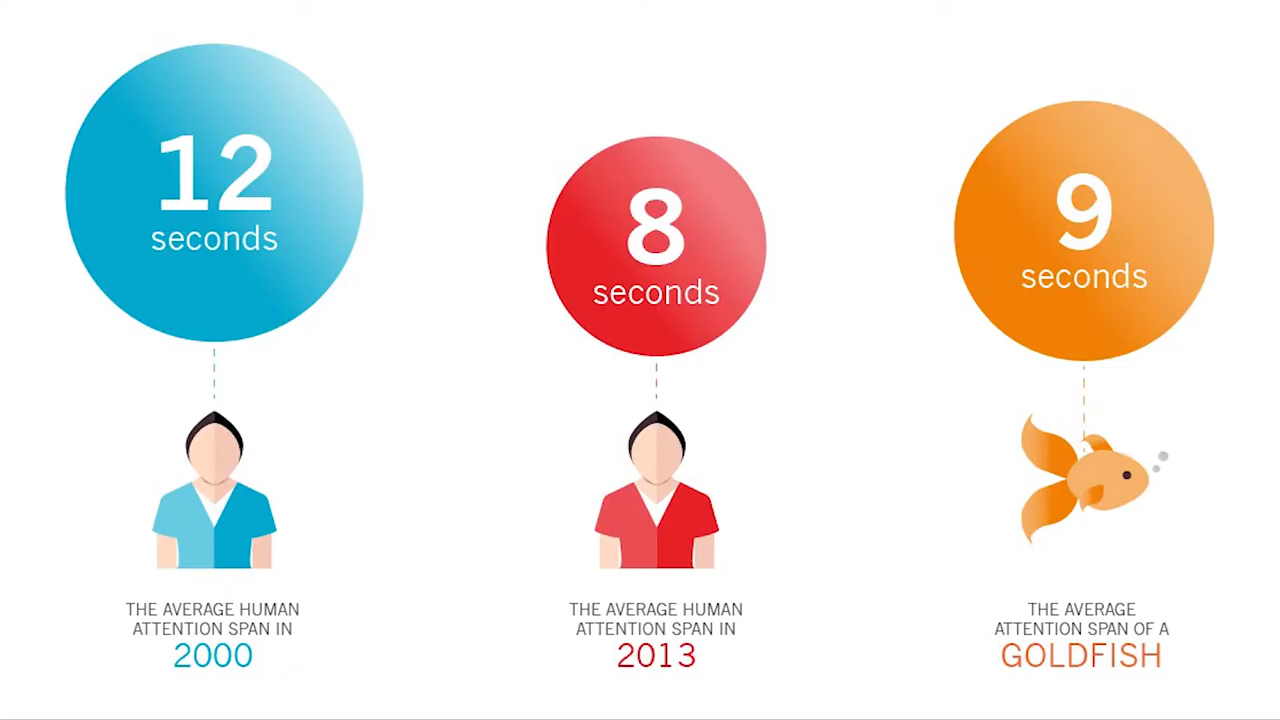 12
seconds
THE AVERAGE HUMAN
ATTENTION SPAN IN
2000
8
seconds
THE AVERAGE HUMAN
ATTENTION SPAN IN
2013
9
seconds
THE AVERAGE
ATTENTION SPAN OF A
GOLDFISH